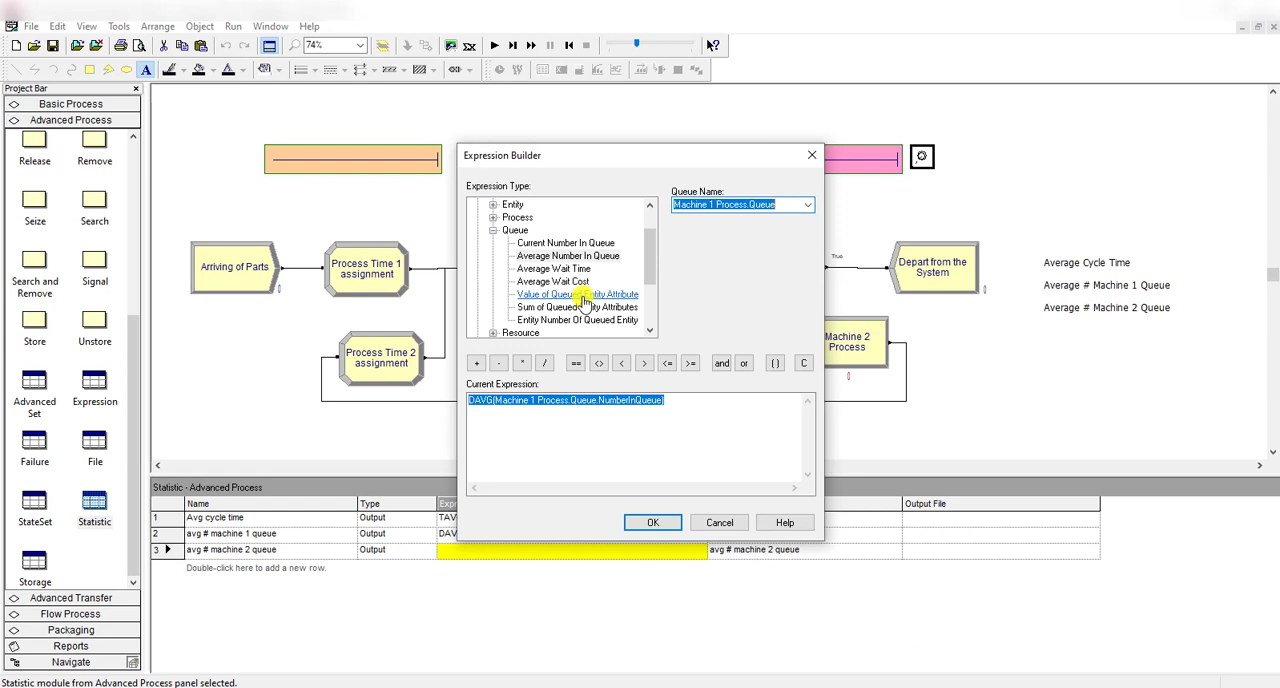 File Edit View Tools Arrange Object Run Window Help
74%
Project Bar
Basic Process
Advanced Process
Release Remove
Seize Search
Search and Remove Signal
Store Unstore
Advanced Set Expression
Failure File
StateSet Statistic
Storage
Advanced Transfer
Flow Process
Packaging
Reports
Navigate
Arriving of Parts
Process Time 1
assignment
Process Time 2
assignment
True
Depart from the
System
Machine 2
Process
Average Cycle Time
Average # Machine 1 Queue
Average # Machine 2 Queue
Expression Builder
Expression Type:
Entity
Process
Queue
Current Number In Queue
Average Number In Queue
Average Wait Time
Average Wait Cost
Value of Queued Entity Attribute
Sum of Queued Entity Attributes
Entity Number Of Queued Entity
Resource
Queue Name:
Machine 1 Process.Queue
+ - * / == <> < > <= >= and or ( ) C
Current Expression:
DAVG(Machine 1 Process.Queue.NumberInQueue)
OK Cancel Help
Statistic - Advanced Process
Name Type Output File
1 Avg cycle time Output TAV
2 avg # machine 1 queue Output DAV
3 avg # machine 2 queue Output avg # machine 2 queue
Double-click here to add a new row.
Statistic module from Advanced Process panel selected.